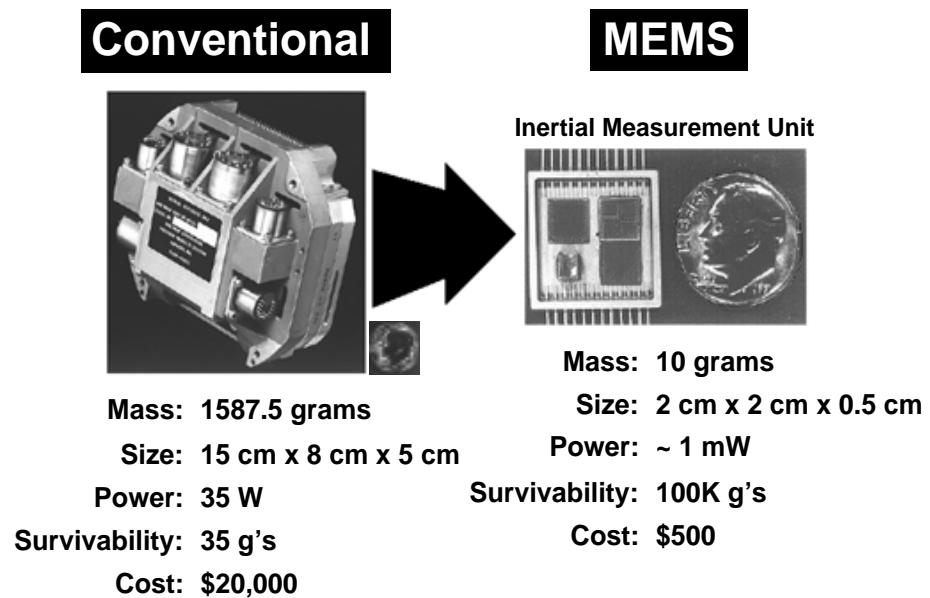 Conventional
MEMS
Inertial Measurement Unit
LIBERTY
Mass: 1587.5 grams
Size: 15 cm x 8 cm x 5 cm
Power: 35 W
Survivability: 35 g’s
Cost: $20,000
Mass: 10 grams
Size: 2 cm x 2 cm x 0.5 cm
Power: ~ 1 mW
Survivability: 100K g’s
Cost: $500